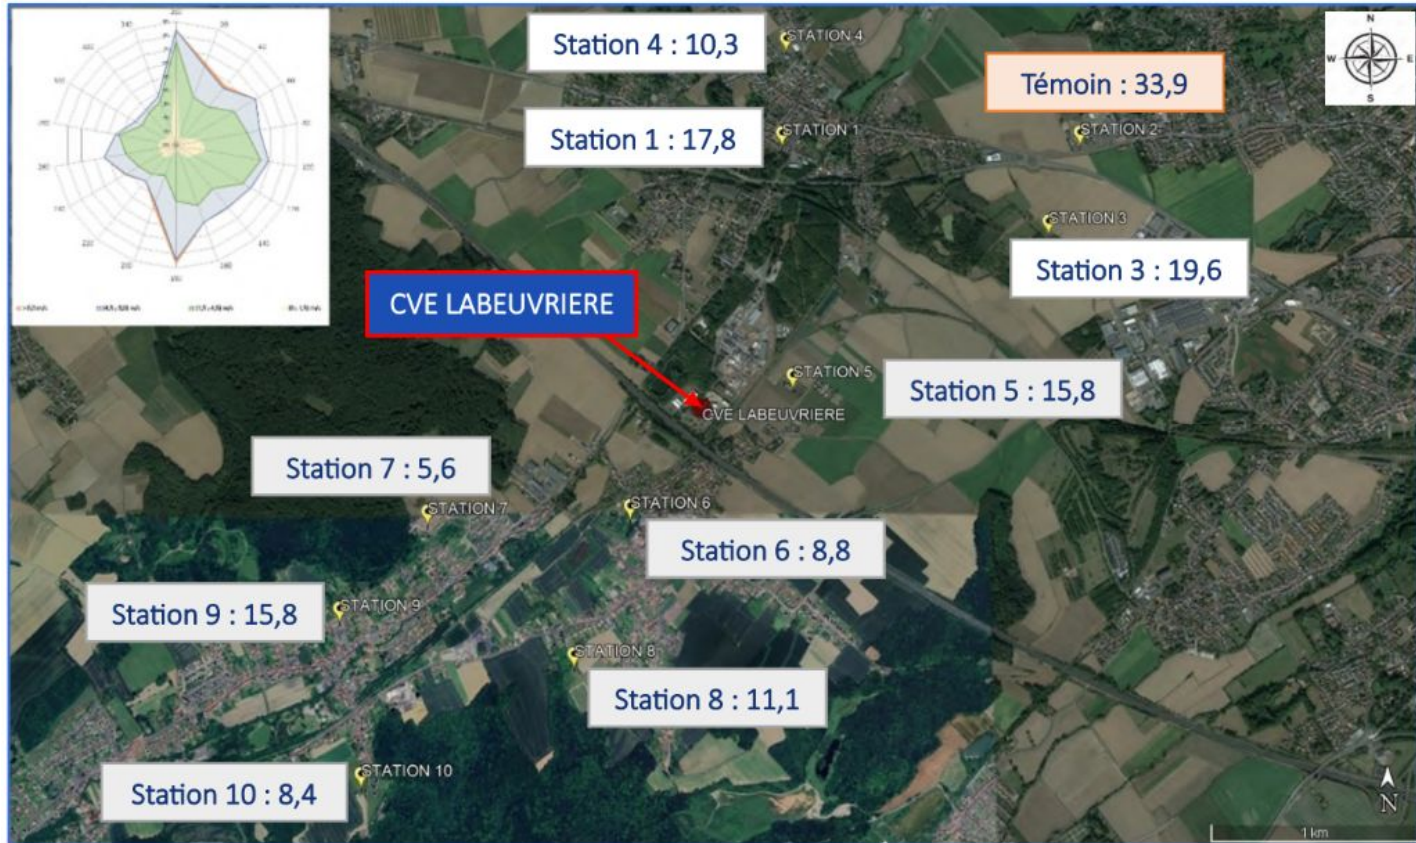 Station 4 : 10,3
STATION 4
N
W
E
S
Témoin : 33,9
Station 1 : 17,8
STATION 1
STATION 2
STATION 3
Station 3 : 19,6
CVE LABEUVRIERE
STATION 5
Station 5 : 15,8
CVE LABEUVRIERE
Station 7 : 5,6
STATION 7
STATION 6
Station 6 : 8,8
Station 9 : 15,8
STATION 9
STATION 8
Station 8 : 11,1
STATION 10
Station 10 : 8,4
N
1 km